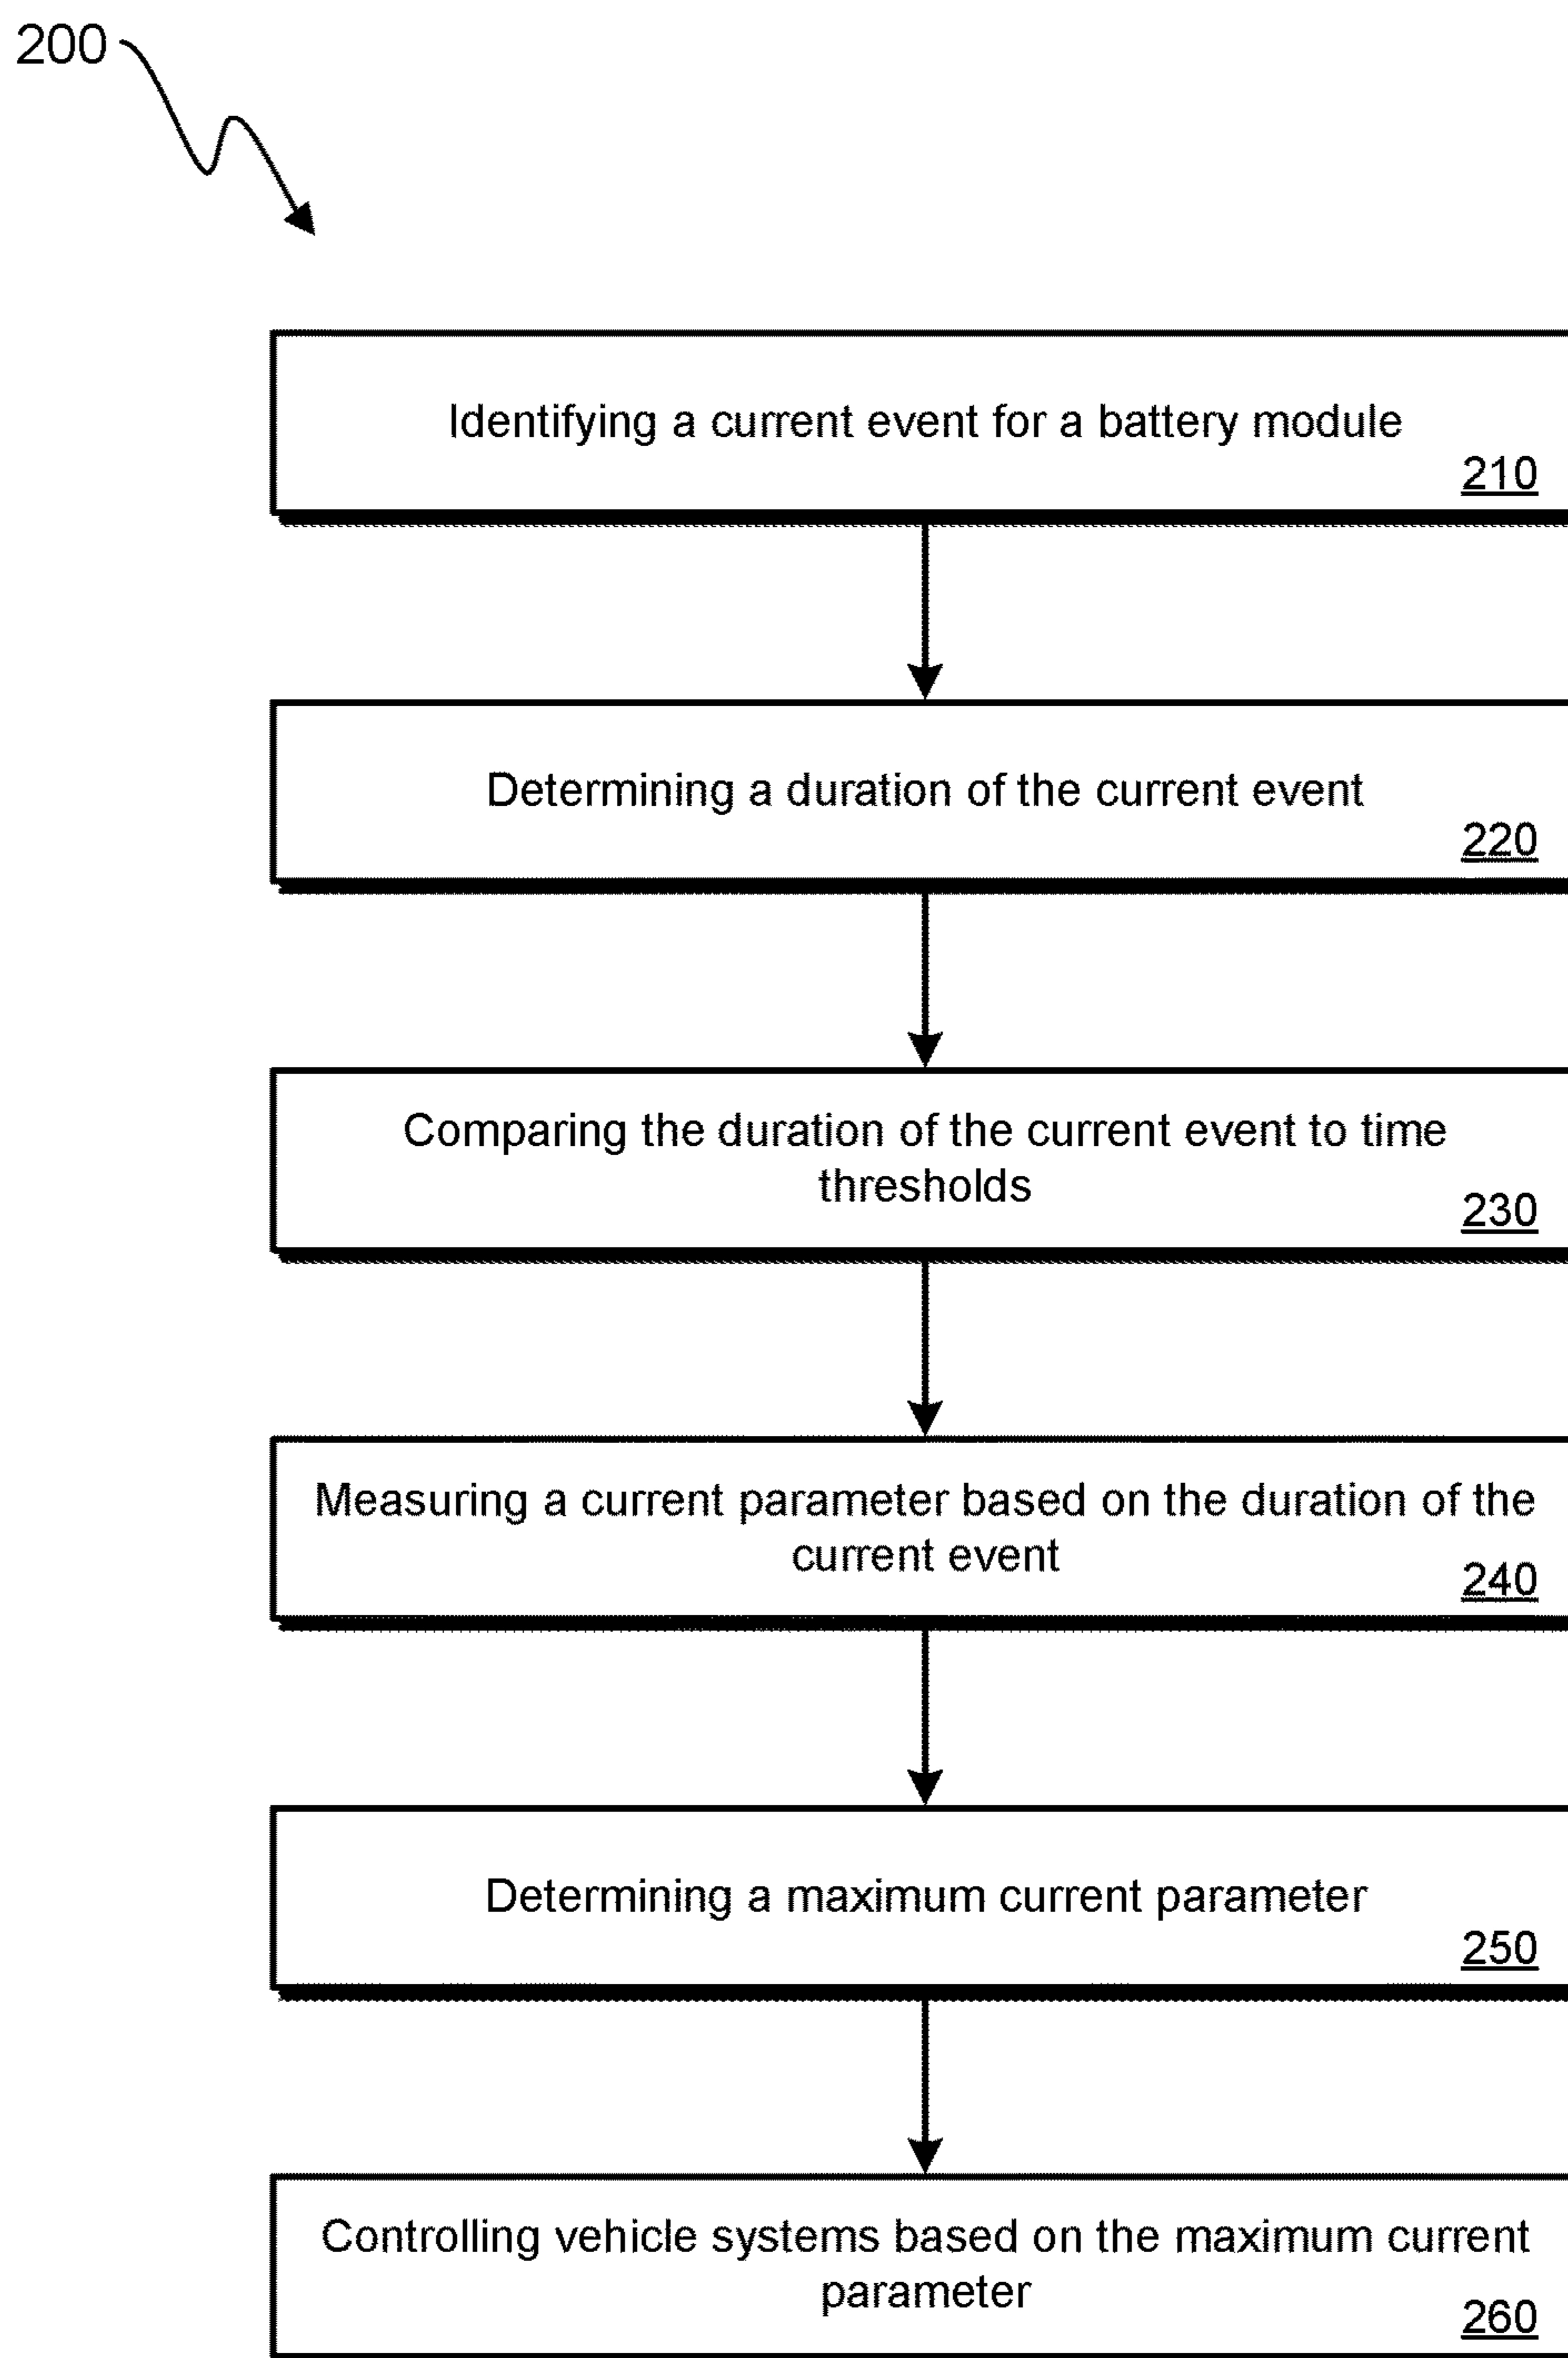 200
Identifying a current event for a battery module
210
Determining a duration of the current event
220
Comparing the duration of the current event to time
thresholds
230
Measuring a current parameter based on the duration of the
current event
240
Determining a maximum current parameter
250
Controlling vehicle systems based on the maximum current
parameter
260